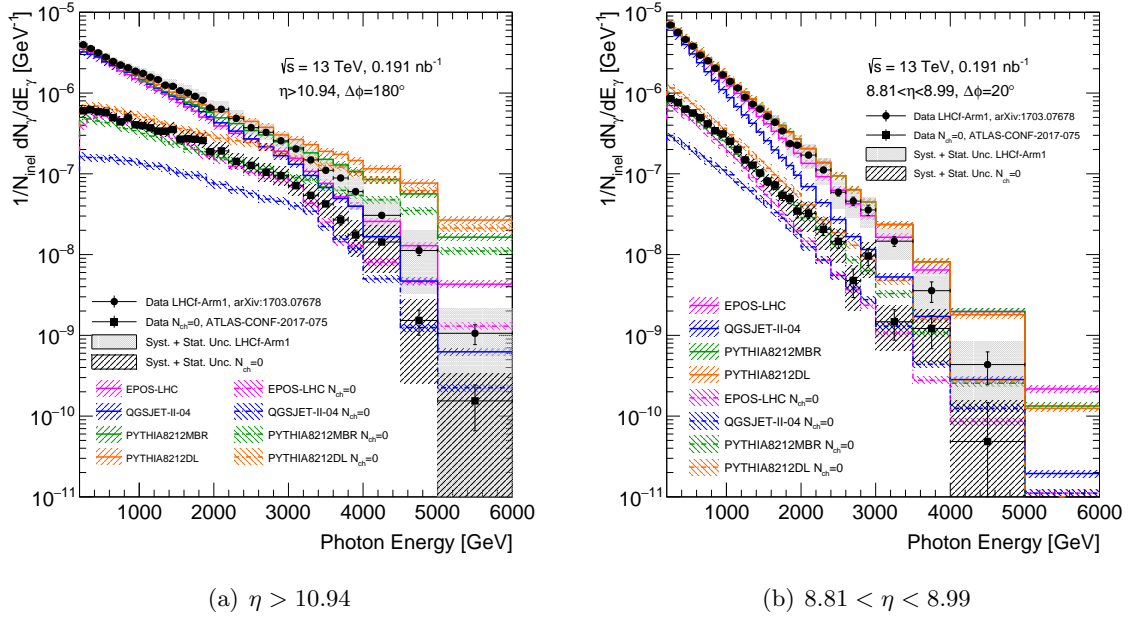 1/N_inel dN_γ/dE_γ [GeV⁻¹]
10⁻⁵
10⁻⁶
10⁻⁷
10⁻⁸
10⁻⁹
10⁻¹⁰
10⁻¹¹
√s = 13 TeV, 0.191 nb⁻¹
η>10.94, Δϕ=180°
Data LHCf-Arm1, arXiv:1703.07678
Data N_ch=0, ATLAS-CONF-2017-075
Syst. + Stat. Unc. LHCf-Arm1
Syst. + Stat. Unc. N_ch=0
EPOS-LHC EPOS-LHC N_ch=0
QGSJET-II-04 QGSJET-II-04 N_ch=0
PYTHIA8212MBR PYTHIA8212MBR N_ch=0
PYTHIA8212DL PYTHIA8212DL N_ch=0
1000 2000 3000 4000 5000 6000
Photon Energy [GeV]
(a) η > 10.94
1/N_inel dN_γ/dE_γ [GeV⁻¹]
10⁻⁵
10⁻⁶
10⁻⁷
10⁻⁸
10⁻⁹
10⁻¹⁰
10⁻¹¹
√s = 13 TeV, 0.191 nb⁻¹
8.81<η<8.99, Δϕ=20°
Data LHCf-Arm1, arXiv:1703.07678
Data N_ch=0, ATLAS-CONF-2017-075
Syst. + Stat. Unc. LHCf-Arm1
Syst. + Stat. Unc. N_ch=0
EPOS-LHC
QGSJET-II-04
PYTHIA8212MBR
PYTHIA8212DL
EPOS-LHC N_ch=0
QGSJET-II-04 N_ch=0
PYTHIA8212MBR N_ch=0
PYTHIA8212DL N_ch=0
1000 2000 3000 4000 5000 6000
Photon Energy [GeV]
(b) 8.81 < η < 8.99